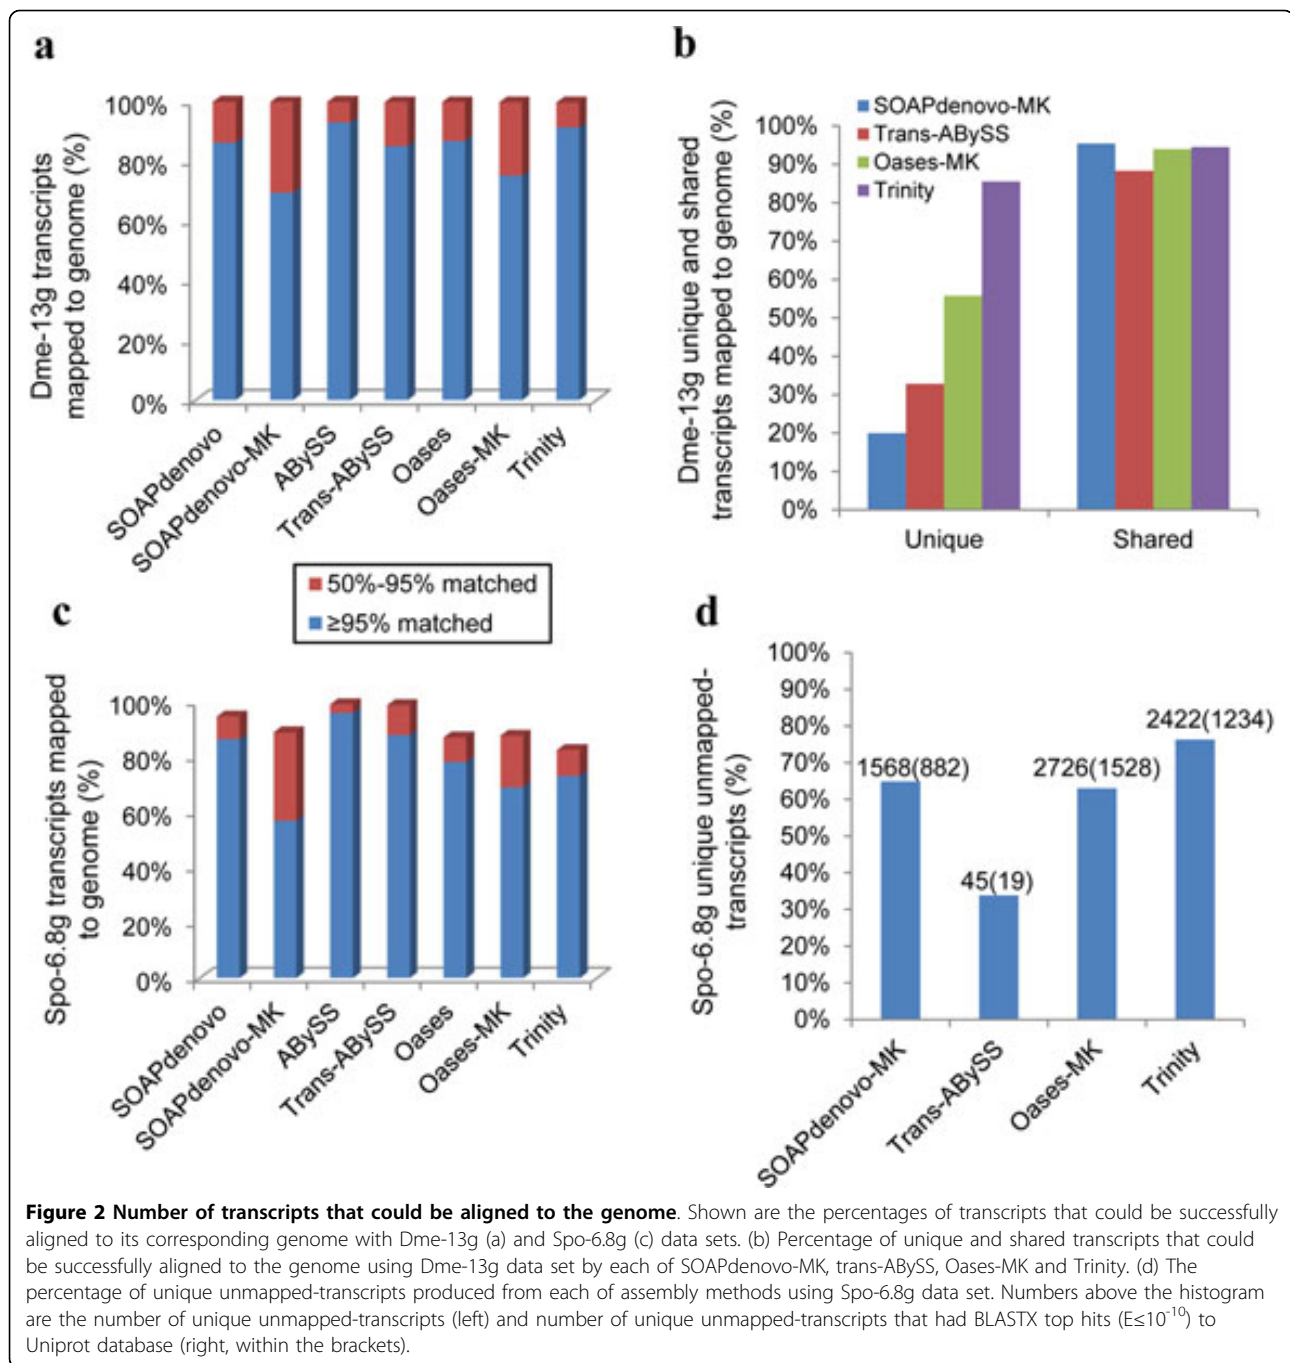 a
100%
80%
60%
40%
20%
0%
Dme-13g transcripts
mapped to genome (%)
SOAPdenovo
SOAPdenovo-MK
ABySS
Trans-ABySS
Oases
Oases-MK
Trinity
b
SOAPdenovo-MK
Trans-ABySS
Oases-MK
Trinity
100%
90%
80%
70%
60%
50%
40%
30%
20%
10%
0%
Dme-13g unique and shared
transcripts mapped to genome (%)
Unique
Shared
50%-95% matched
≥95% matched
c
100%
80%
60%
40%
20%
0%
Spo-6.8g transcripts mapped
to genome (%)
SOAPdenovo
SOAPdenovo-MK
ABySS
Trans-ABySS
Oases
Oases-MK
Trinity
d
100%
90%
80%
70%
60%
50%
40%
30%
20%
10%
0%
Spo-6.8g unique unmapped-
transcripts (%)
1568(882)
45(19)
2726(1528)
2422(1234)
SOAPdenovo-MK
Trans-ABySS
Oases-MK
Trinity
Figure 2 Number of transcripts that could be aligned to the genome. Shown are the percentages of transcripts that could be successfully
aligned to its corresponding genome with Dme-13g (a) and Spo-6.8g (c) data sets. (b) Percentage of unique and shared transcripts that could
be successfully aligned to the genome using Dme-13g data set by each of SOAPdenovo-MK, trans-ABySS, Oases-MK and Trinity. (d) The
percentage of unique unmapped-transcripts produced from each of assembly methods using Spo-6.8g data set. Numbers above the histogram
are the number of unique unmapped-transcripts (left) and number of unique unmapped-transcripts that had BLASTX top hits (E≤10⁻¹⁰) to
Uniprot database (right, within the brackets).